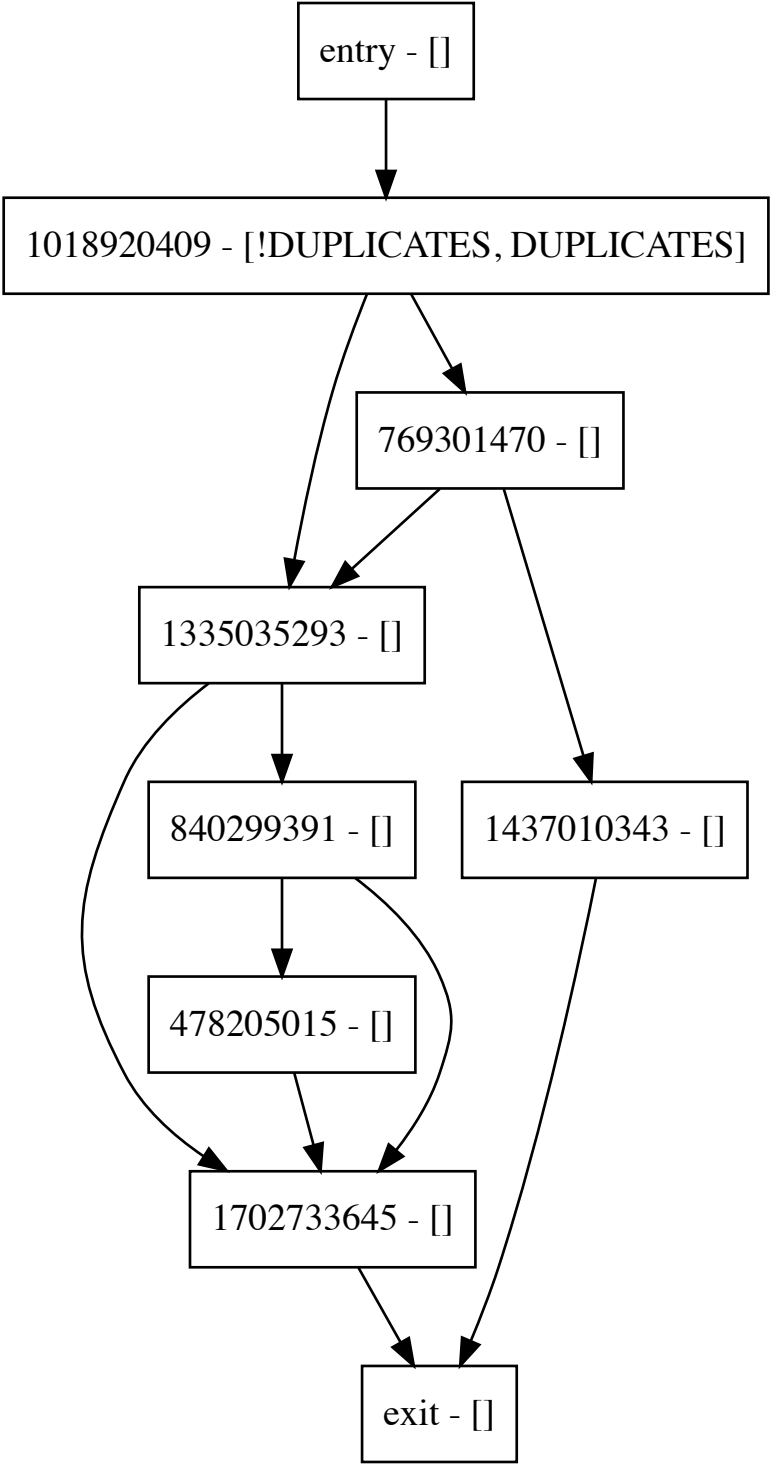 entry - []
1018920409 - [!DUPLICATES, DUPLICATES]
769301470 - []
1335035293 - []
840299391 - []
1437010343 - []
478205015 - []
1702733645 - []
exit - []